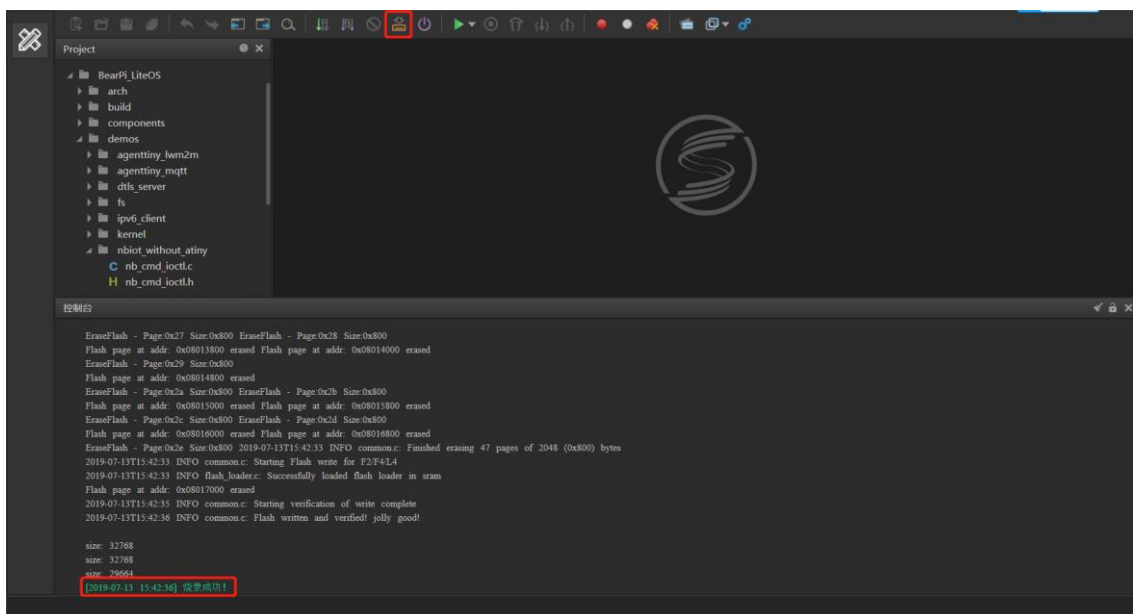 Project
BearPi_LiteOS
arch
build
components
demos
agenttiny_lwm2m
agenttiny_mqtt
dtls_server
fs
ipv6_client
kernel
nbiot_without_atiny
C nb_cmd_ioctl.c
H nb_cmd_ioctl.h
控制台
EraseFlash - Page:0x27 Size:0x800 EraseFlash - Page:0x28 Size:0x800
Flash page at addr: 0x08013800 erased Flash page at addr: 0x08014000 erased
EraseFlash - Page:0x29 Size:0x800
Flash page at addr: 0x08014800 erased
EraseFlash - Page:0x2a Size:0x800 EraseFlash - Page:0x2b Size:0x800
Flash page at addr: 0x08015000 erased Flash page at addr: 0x08015800 erased
EraseFlash - Page:0x2c Size:0x800 EraseFlash - Page:0x2d Size:0x800
Flash page at addr: 0x08016000 erased Flash page at addr: 0x08016800 erased
EraseFlash - Page:0x2e Size:0x800 2019-07-13T15:42:33 INFO common.c: Finished erasing 47 pages of 2048 (0x800) bytes
2019-07-13T15:42:33 INFO common.c: Starting Flash write for F2/F4/L4
2019-07-13T15:42:33 INFO flash_loader.c: Successfully loaded flash loader in sram
Flash page at addr: 0x08017000 erased
2019-07-13T15:42:35 INFO common.c: Starting verification of write complete
2019-07-13T15:42:36 INFO common.c: Flash written and verified! jolly good!
size: 32768
size: 32768
size: 29664
[2019-07-13 15:42:36] 烧录成功!